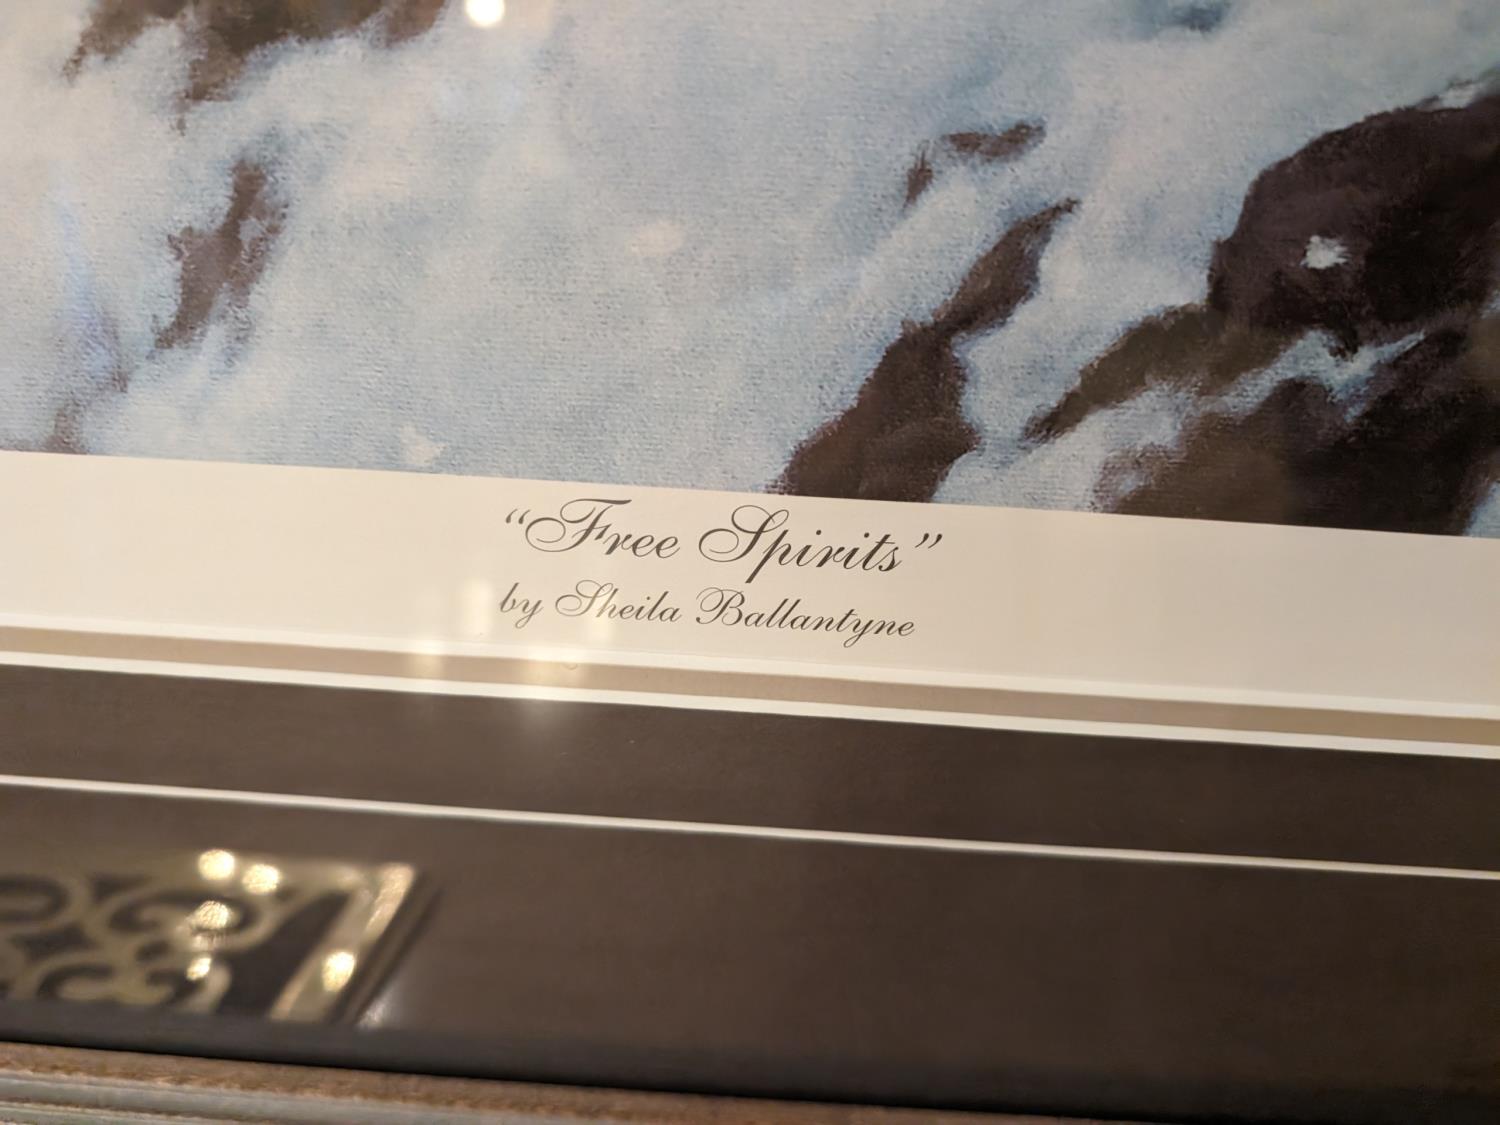 “Free Spirits”
by Sheila Ballantyne